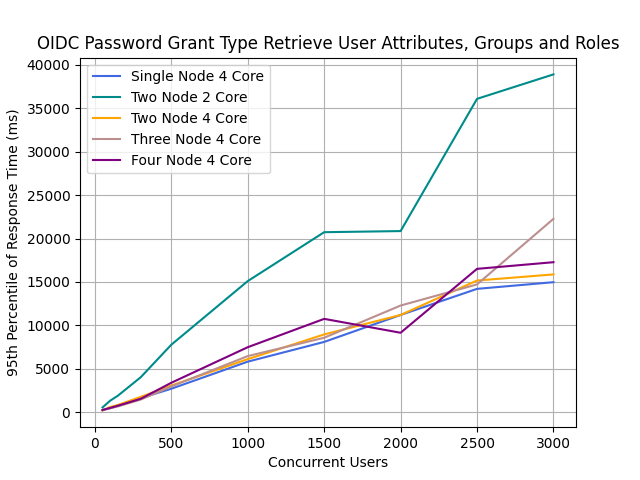 OIDC Password Grant Type Retrieve User Attributes, Groups and Roles
40000
35000
30000
25000
20000
15000
10000
5000
0
95th Percentile of Response Time (ms)
Single Node 4 Core
Two Node 2 Core
Two Node 4 Core
Three Node 4 Core
Four Node 4 Core
0 500 1000 1500 2000 2500 3000
Concurrent Users